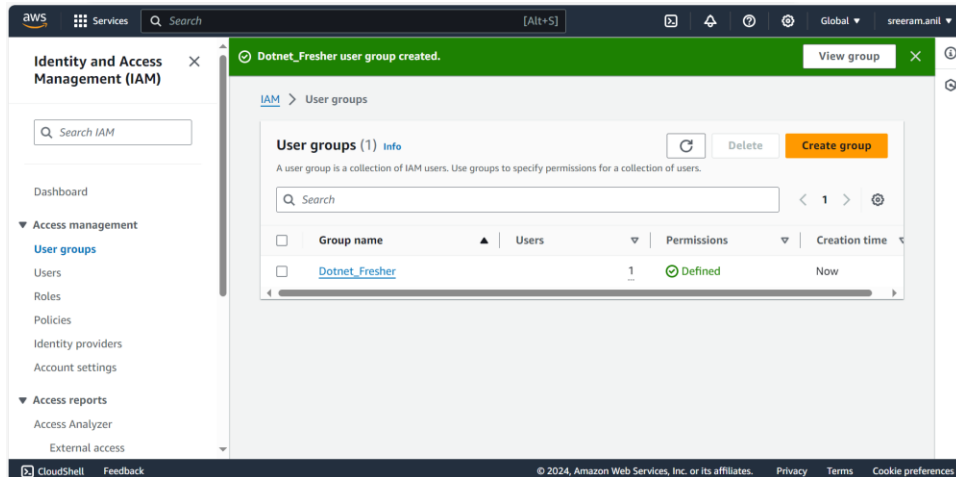 aws Services Search [Alt+S] Global sreeram.anil
Identity and Access
Management (IAM)
Search IAM
Dashboard
Access management
User groups
Users
Roles
Policies
Identity providers
Account settings
Access reports
Access Analyzer
External access
Dotnet_Fresher user group created. View group
IAM > User groups
User groups (1) Info Delete Create group
A user group is a collection of IAM users. Use groups to specify permissions for a collection of users.
Search 1
Group name Users Permissions Creation time
Dotnet_Fresher 1 Defined Now
CloudShell Feedback © 2024, Amazon Web Services, Inc. or its affiliates. Privacy Terms Cookie preferences